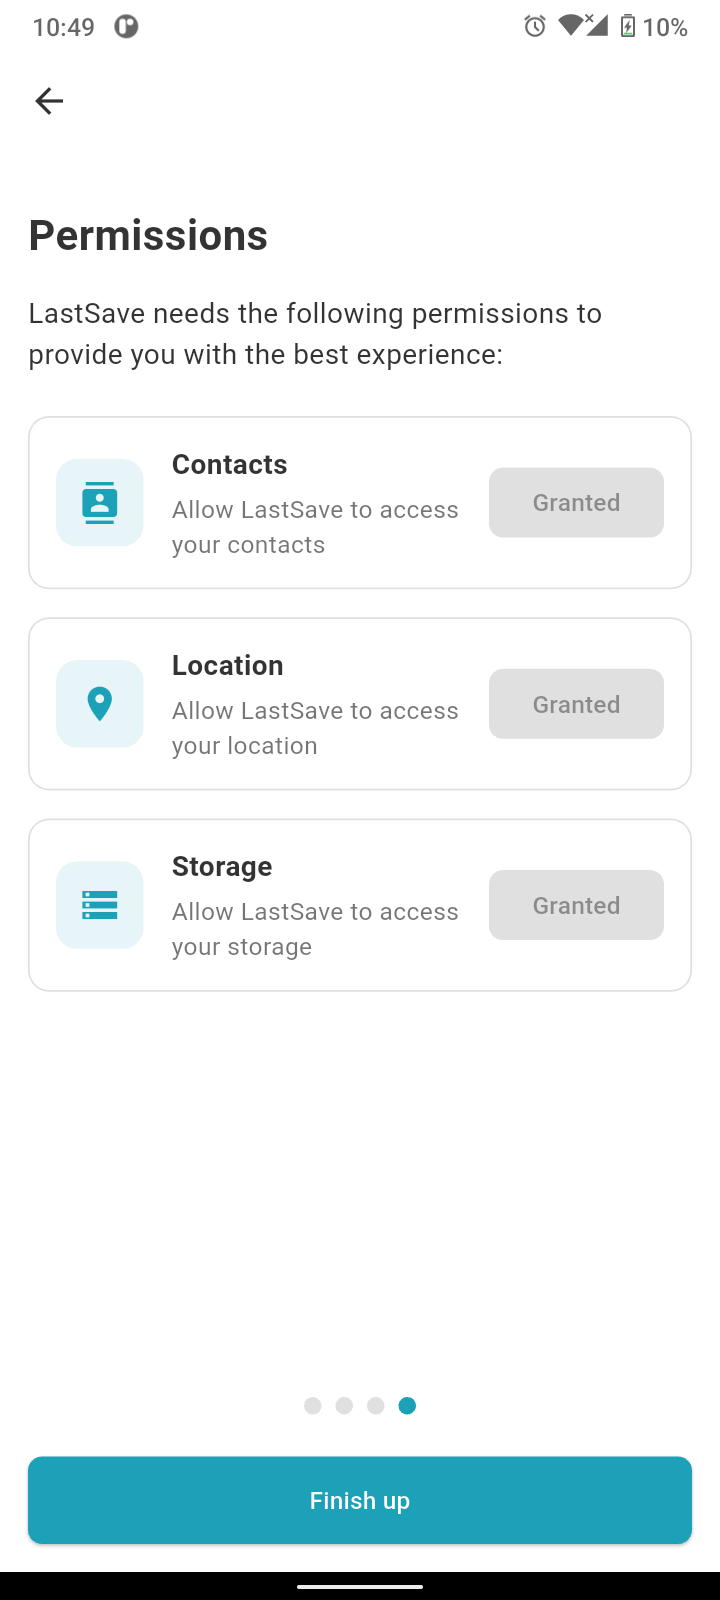 10:49
10%
Permissions
LastSave needs the following permissions to
provide you with the best experience:
Contacts
Allow LastSave to access
your contacts
Granted
Location
Allow LastSave to access
your location
Granted
Storage
Allow LastSave to access
your storage
Granted
Finish up